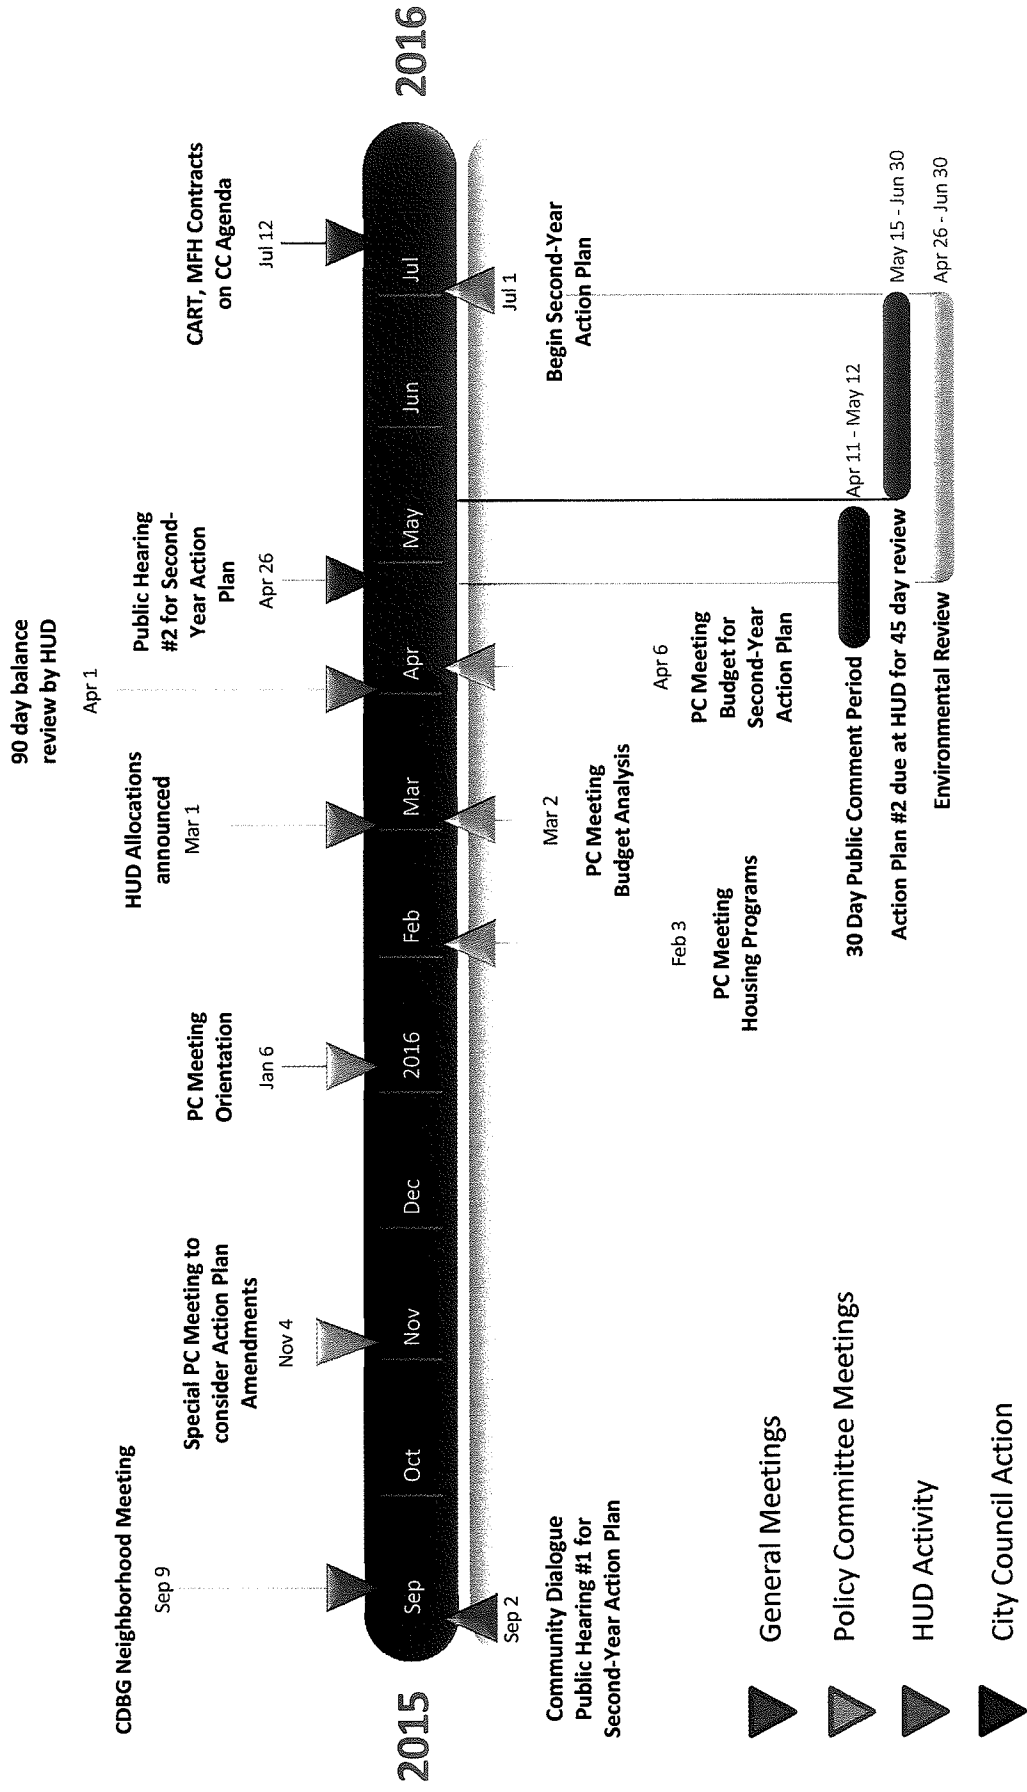 90 day balance
review by HUD
Apr 1
CDBG Neighborhood Meeting
Sep 9
HUD Allocations
announced
Mar 1
Public Hearing
#2 for Second-
Year Action
Plan
Apr 26
Special PC Meeting to
consider Action Plan
Amendments
Nov 4
PC Meeting
Orientation
Jan 6
CART, MFH Contracts
on CC Agenda
Jul 12
2015
Sep
Oct
Nov
Dec
2016
Feb
Mar
Apr
May
Jun
Jul
2016
Sep 2
Community Dialogue
Public Hearing #1 for
Second-Year Action Plan
Feb 3
PC Meeting
Housing Programs
Mar 2
PC Meeting
Budget Analysis
Apr 6
PC Meeting
Budget for
Second-Year
Action Plan
Jul 1
Begin Second-Year
Action Plan
30 Day Public Comment Period
Apr 11 - May 12
Action Plan #2 due at HUD for 45 day review
May 15 - Jun 30
Environmental Review
Apr 26 - Jun 30
General Meetings
Policy Committee Meetings
HUD Activity
City Council Action